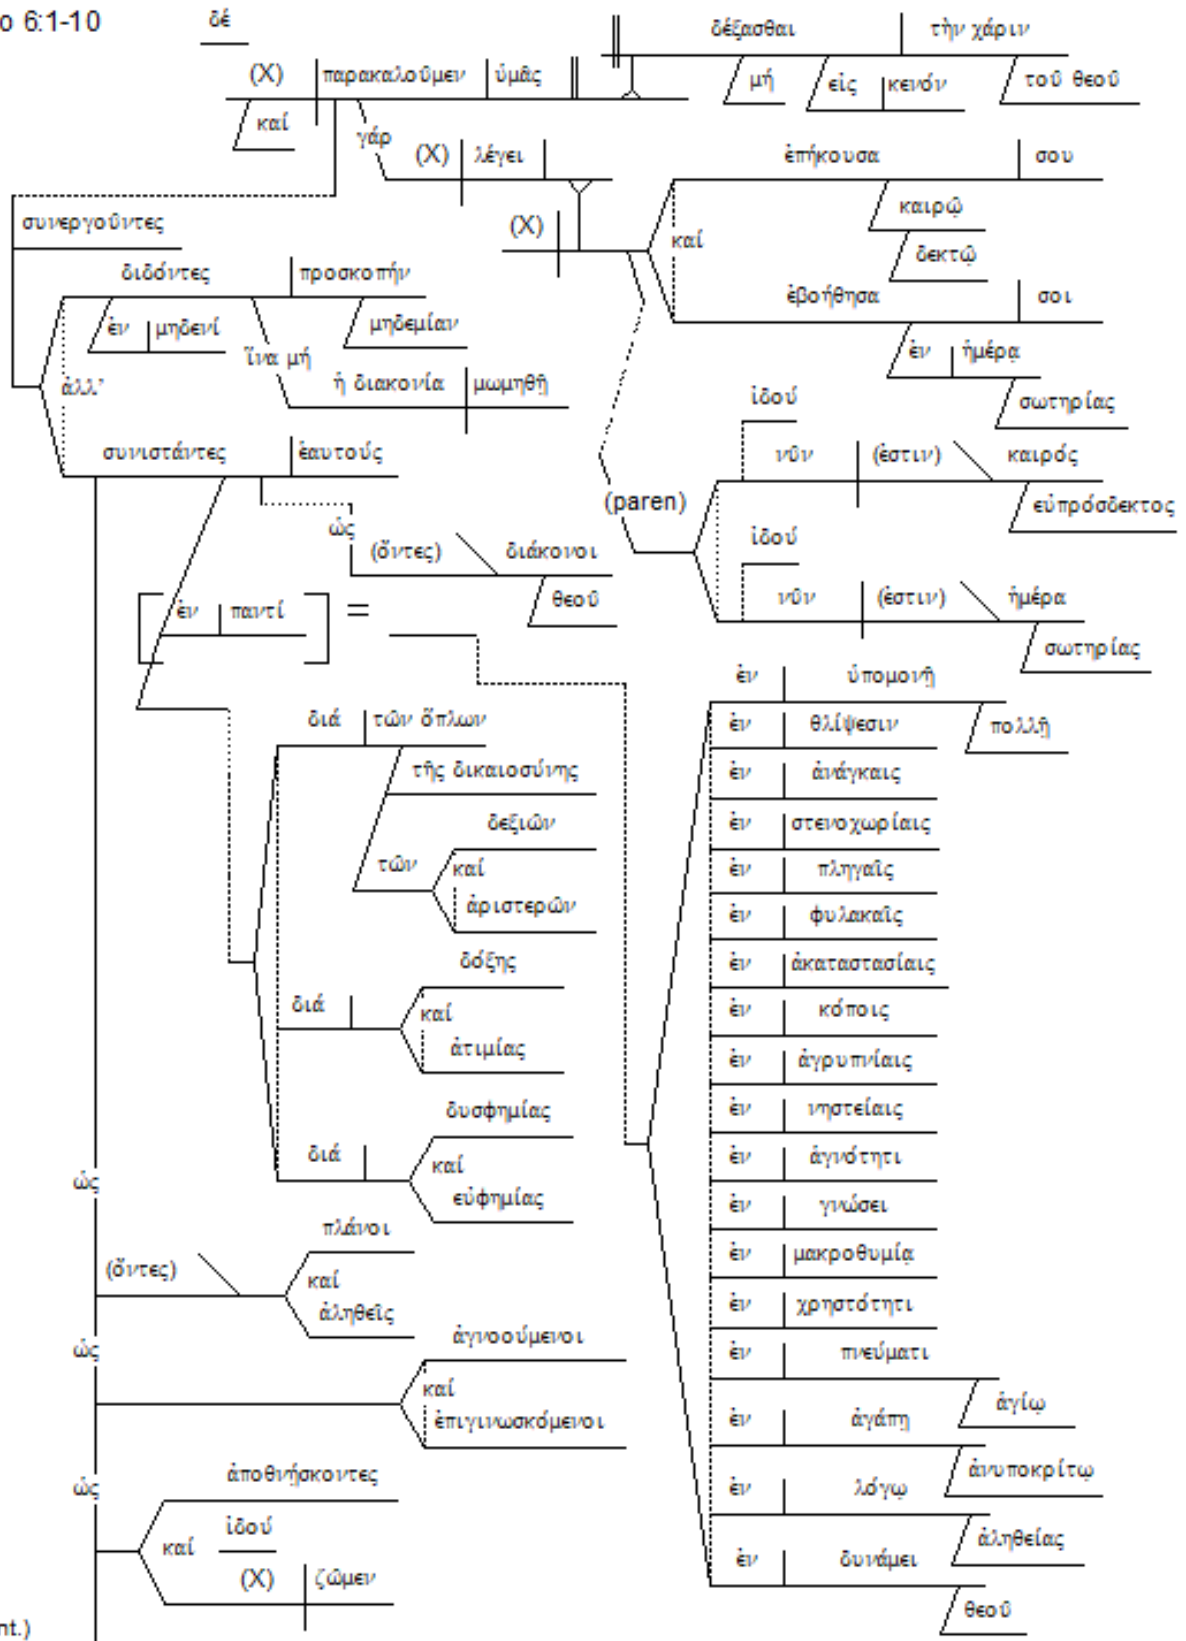 o 6:1-10
δέ
δέξασθαι τὴν χάριν
(X) παρακαλοῦμεν ὑμᾶς
μή εἰς κενόν τοῦ θεοῦ
καί
γάρ
(X) λέγει
ἐπήκουσα σου
συνεργοῦντες
(X)
καιρῷ
καί
δεκτῷ
διδόντες προσκοπήν
ἐβοήθησα σοι
ἐν μηδενί μηδεμίαν
ἵνα μή
ἐν ἡμέρᾳ
ἀλλ'
ἡ διακονία μωμηθῇ
σωτηρίας
ἰδού
συνιστάντες ἑαυτούς
νῦν (ἐστιν) καιρός
(paren)
εὐπρόσδεκτος
ὡς
(ὄντες) διάκονοι
ἰδού
θεοῦ
νῦν (ἐστιν) ἡμέρα
ἐν παντί =
σωτηρίας
ἐν ὑπομονῇ
πολλῇ
διά τῶν ὅπλων
ἐν θλίψεσιν
τῆς δικαιοσύνης
ἐν ἀνάγκαις
δεξιῶν
ἐν στενοχωρίαις
τῶν καί
ἐν πληγαῖς
ἀριστερῶν
ἐν φυλακαῖς
δόξης
ἐν ἀκαταστασίαις
διά καί
ἐν κόποις
ἀτιμίας
ἐν ἀγρυπνίαις
δυσφημίας
ἐν νηστείαις
διά καί
ἐν ἁγνότητι
εὐφημίας
ὡς
ἐν γνώσει
πλάνοι
ἐν μακροθυμίᾳ
(ὄντες) καί
ἀληθεῖς
ἐν χρηστότητι
ὡς
ἀγνοούμενοι
ἐν πνεύματι
καί
ἁγίῳ
ἐπιγινωσκόμενοι
ἐν ἀγάπῃ
ἀνυποκρίτῳ
ὡς
ἀποθνῄσκοντες
ἐν λόγῳ
ἀληθείας
ἰδού
καί
ἐν δυνάμει
(X) ζῶμεν
θεοῦ
nt.)